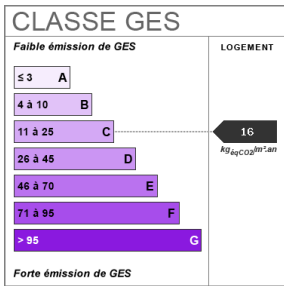 CLASSE GES
Faible émission de GES
LOGEMENT
≤ 3 A
4 à 10 B
11 à 25 C
16
kgéqCO2/m².an
26 à 45 D
46 à 70 E
71 à 95 F
> 95 G
Forte émission de GES